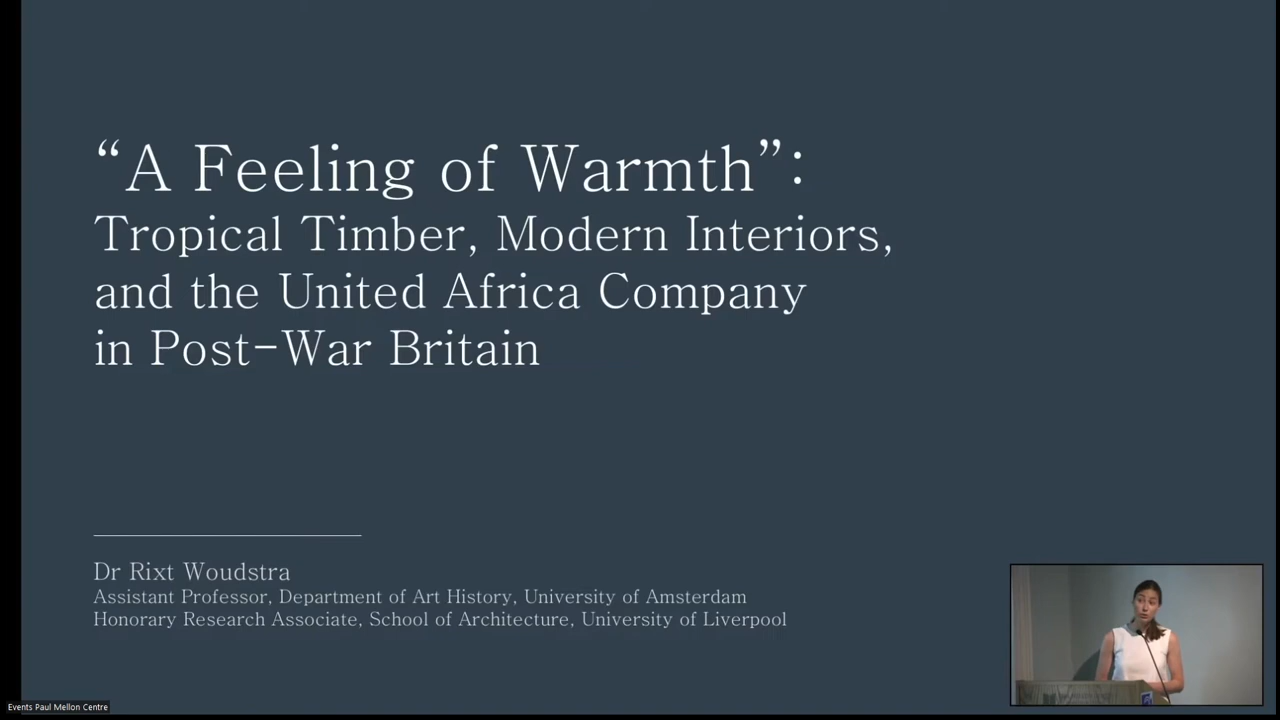 “A Feeling of Warmth”:
Tropical Timber, Modern Interiors,
and the United Africa Company
in Post-War Britain
Dr Rixt Woudstra
Assistant Professor, Department of Art History, University of Amsterdam
Honorary Research Associate, School of Architecture, University of Liverpool
Events Paul Mellon Centre